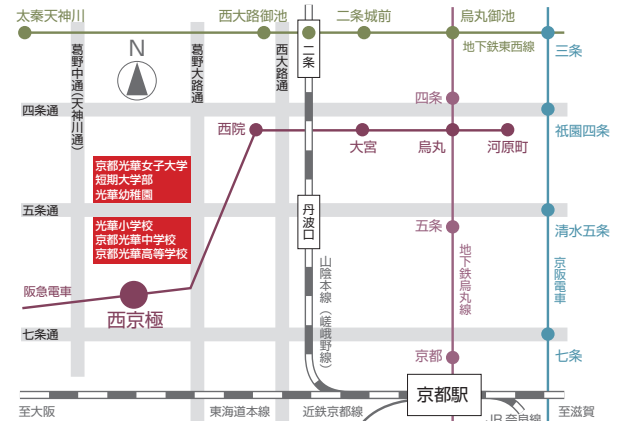 太秦天神川
西大路御池
二条城前
烏丸御池
地下鉄東西線
三条
二条
葛野中通(天神川通)
葛野大路通
西大路通
N
四条通
四条
西院
大宮
烏丸
河原町
祇園四条
京都光華女子大学
短期大学部
光華幼稚園
五条通
丹波口
五条
清水五条
光華小学校
京都光華中学校
京都光華高等学校
地下鉄烏丸線
京阪電車
山陰本線(嵯峨野線)
阪急電車
西京極
七条通
京都
七条
京都駅
至大阪
東海道本線
近鉄京都線
JR奈良線
至滋賀